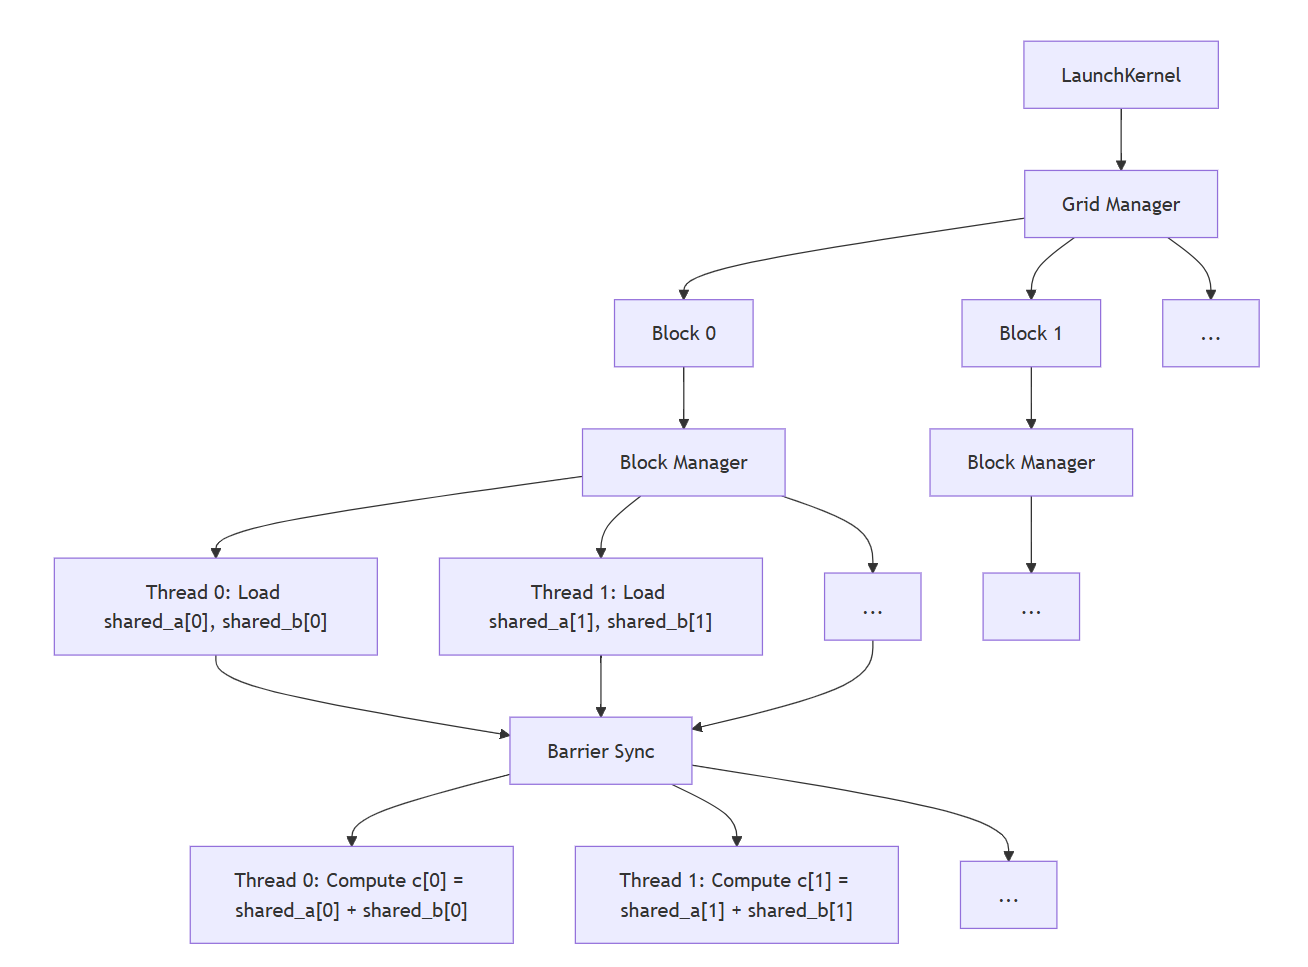 LaunchKernel
Grid Manager
Block 0
Block 1
...
Block Manager
Block Manager
Thread 0: Load
shared_a[0], shared_b[0]
Thread 1: Load
shared_a[1], shared_b[1]
...
...
Barrier Sync
Thread 0: Compute c[0] =
shared_a[0] + shared_b[0]
Thread 1: Compute c[1] =
shared_a[1] + shared_b[1]
...